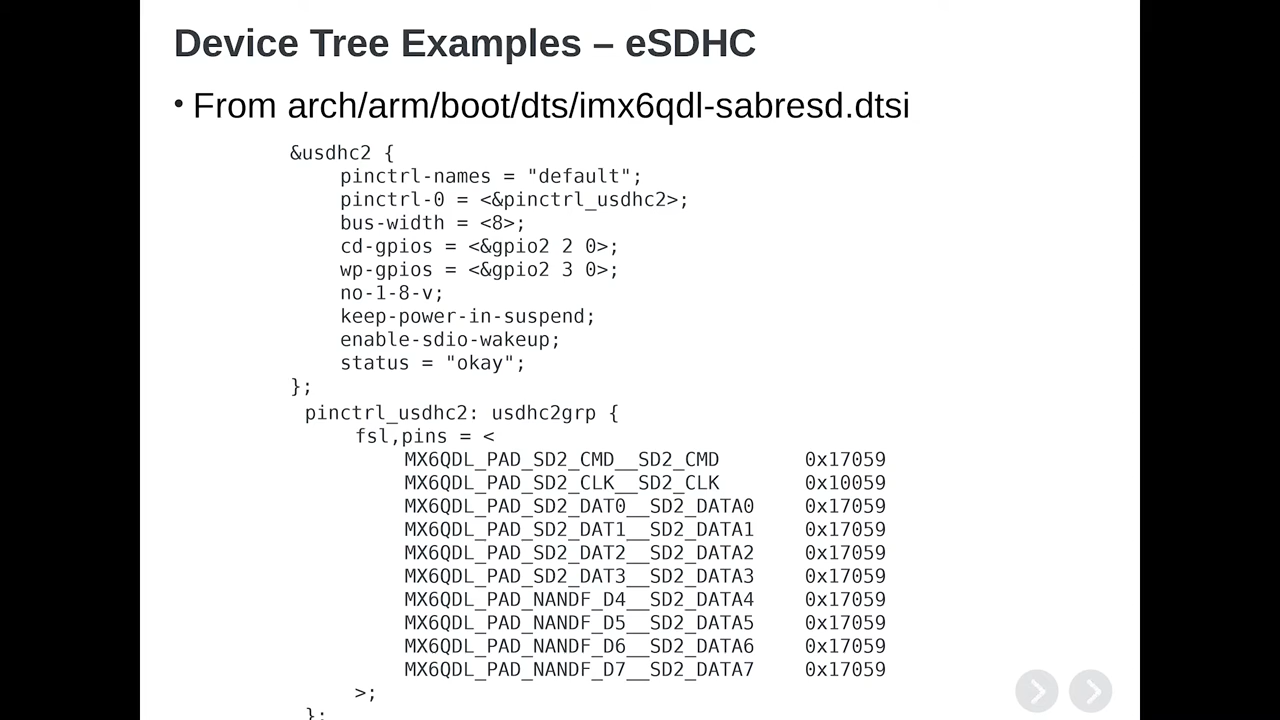 Device Tree Examples – eSDHC
• From arch/arm/boot/dts/imx6qdl-sabresd.dtsi
&usdhc2 {
pinctrl-names = "default";
pinctrl-0 = <&pinctrl_usdhc2>;
bus-width = <8>;
cd-gpios = <&gpio2 2 0>;
wp-gpios = <&gpio2 3 0>;
no-1-8-v;
keep-power-in-suspend;
enable-sdio-wakeup;
status = "okay";
};
pinctrl_usdhc2: usdhc2grp {
fsl,pins = <
MX6QDL_PAD_SD2_CMD__SD2_CMD 0x17059
MX6QDL_PAD_SD2_CLK__SD2_CLK 0x10059
MX6QDL_PAD_SD2_DAT0__SD2_DATA0 0x17059
MX6QDL_PAD_SD2_DAT1__SD2_DATA1 0x17059
MX6QDL_PAD_SD2_DAT2__SD2_DATA2 0x17059
MX6QDL_PAD_SD2_DAT3__SD2_DATA3 0x17059
MX6QDL_PAD_NANDF_D4__SD2_DATA4 0x17059
MX6QDL_PAD_NANDF_D5__SD2_DATA5 0x17059
MX6QDL_PAD_NANDF_D6__SD2_DATA6 0x17059
MX6QDL_PAD_NANDF_D7__SD2_DATA7 0x17059
>;
};